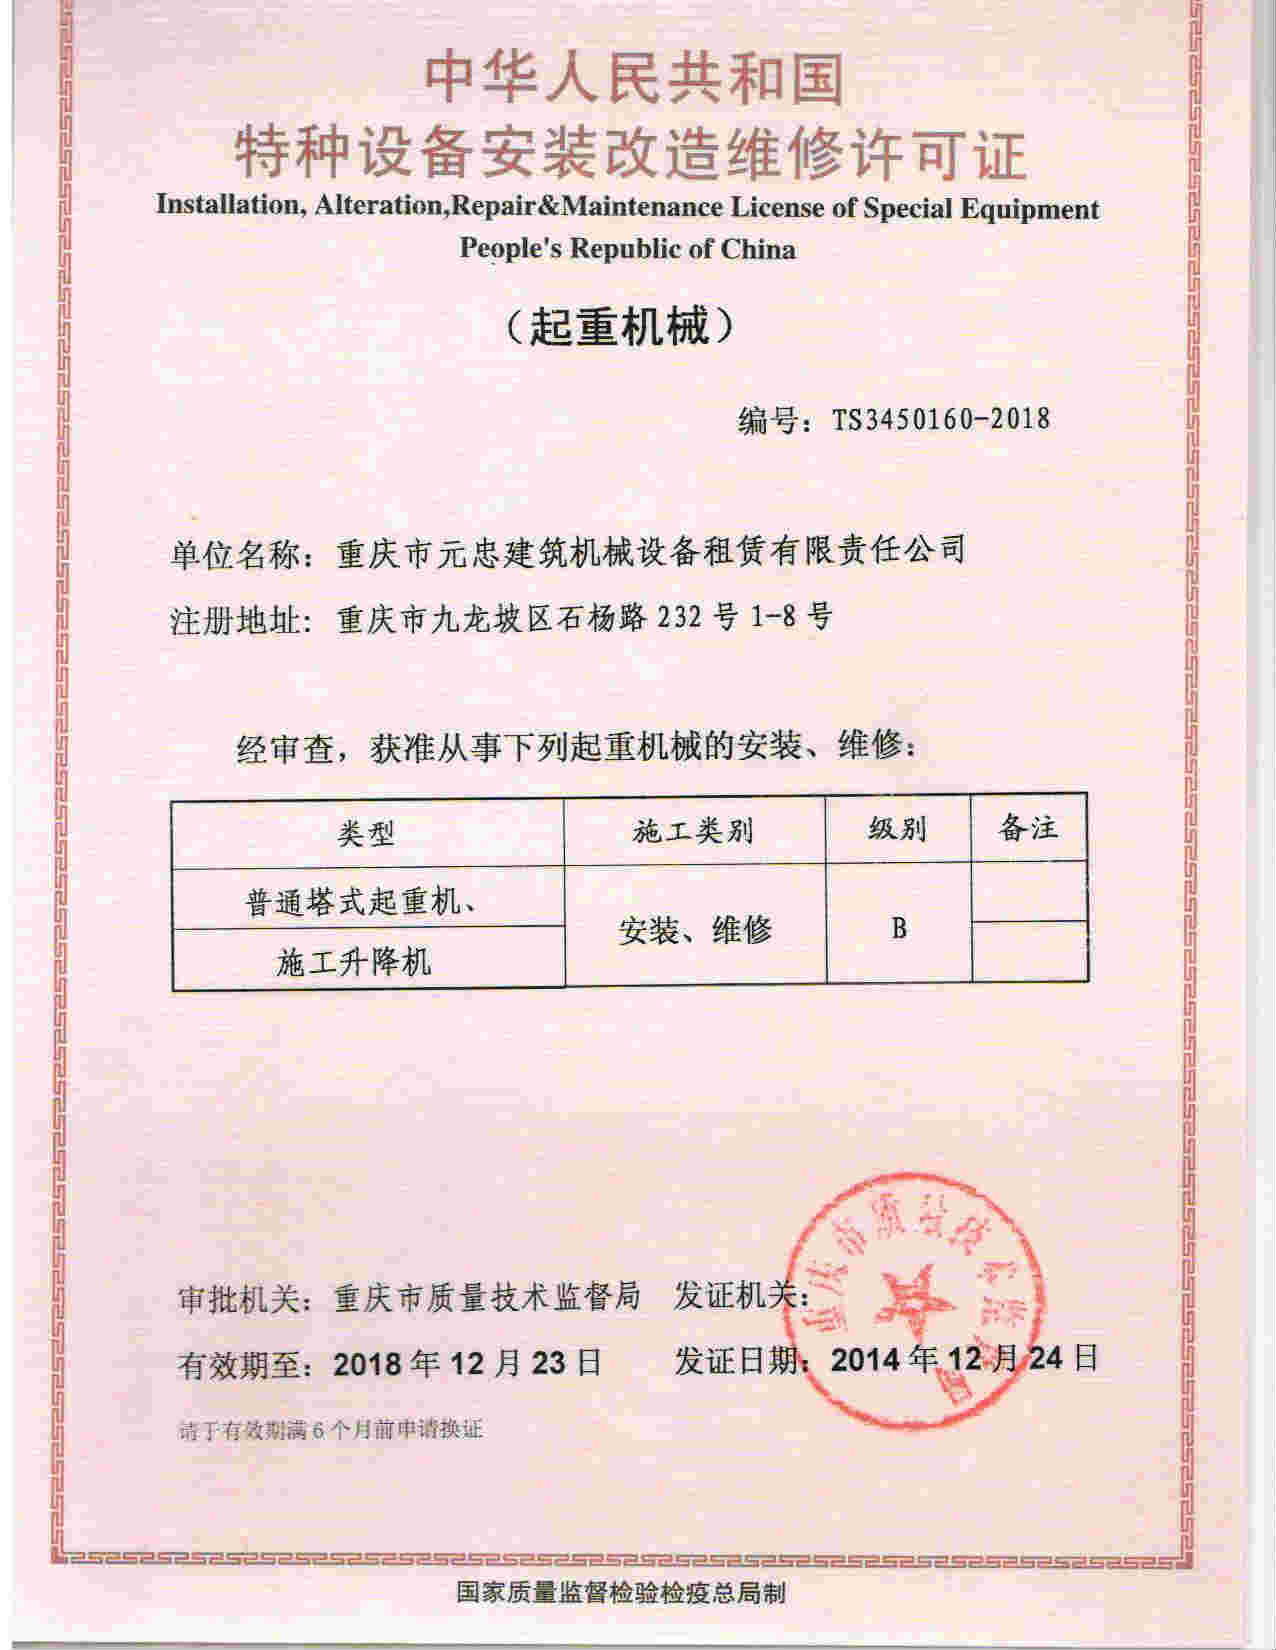 中华人民共和国
特种设备安装改造维修许可证
Installation, Alteration,Repair&Maintenance License of Special Equipment
People's Republic of China
（起重机械）
编号：TS3450160-2018
单位名称：重庆市元忠建筑机械设备租赁有限责任公司
注册地址：重庆市九龙坡区石杨路 232 号 1-8 号
经审查，获准从事下列起重机械的安装、维修：
类型 施工类别 级别 备注
普通塔式起重机、
安装、维修 B
施工升降机
重庆市质量技术监督局
审批机关：重庆市质量技术监督局 发证机关：
有效期至：2018 年 12 月 23 日 发证日期：2014 年 12 月 24 日
请于有效期满 6 个月前申请换证
国家质量监督检验检疫总局制